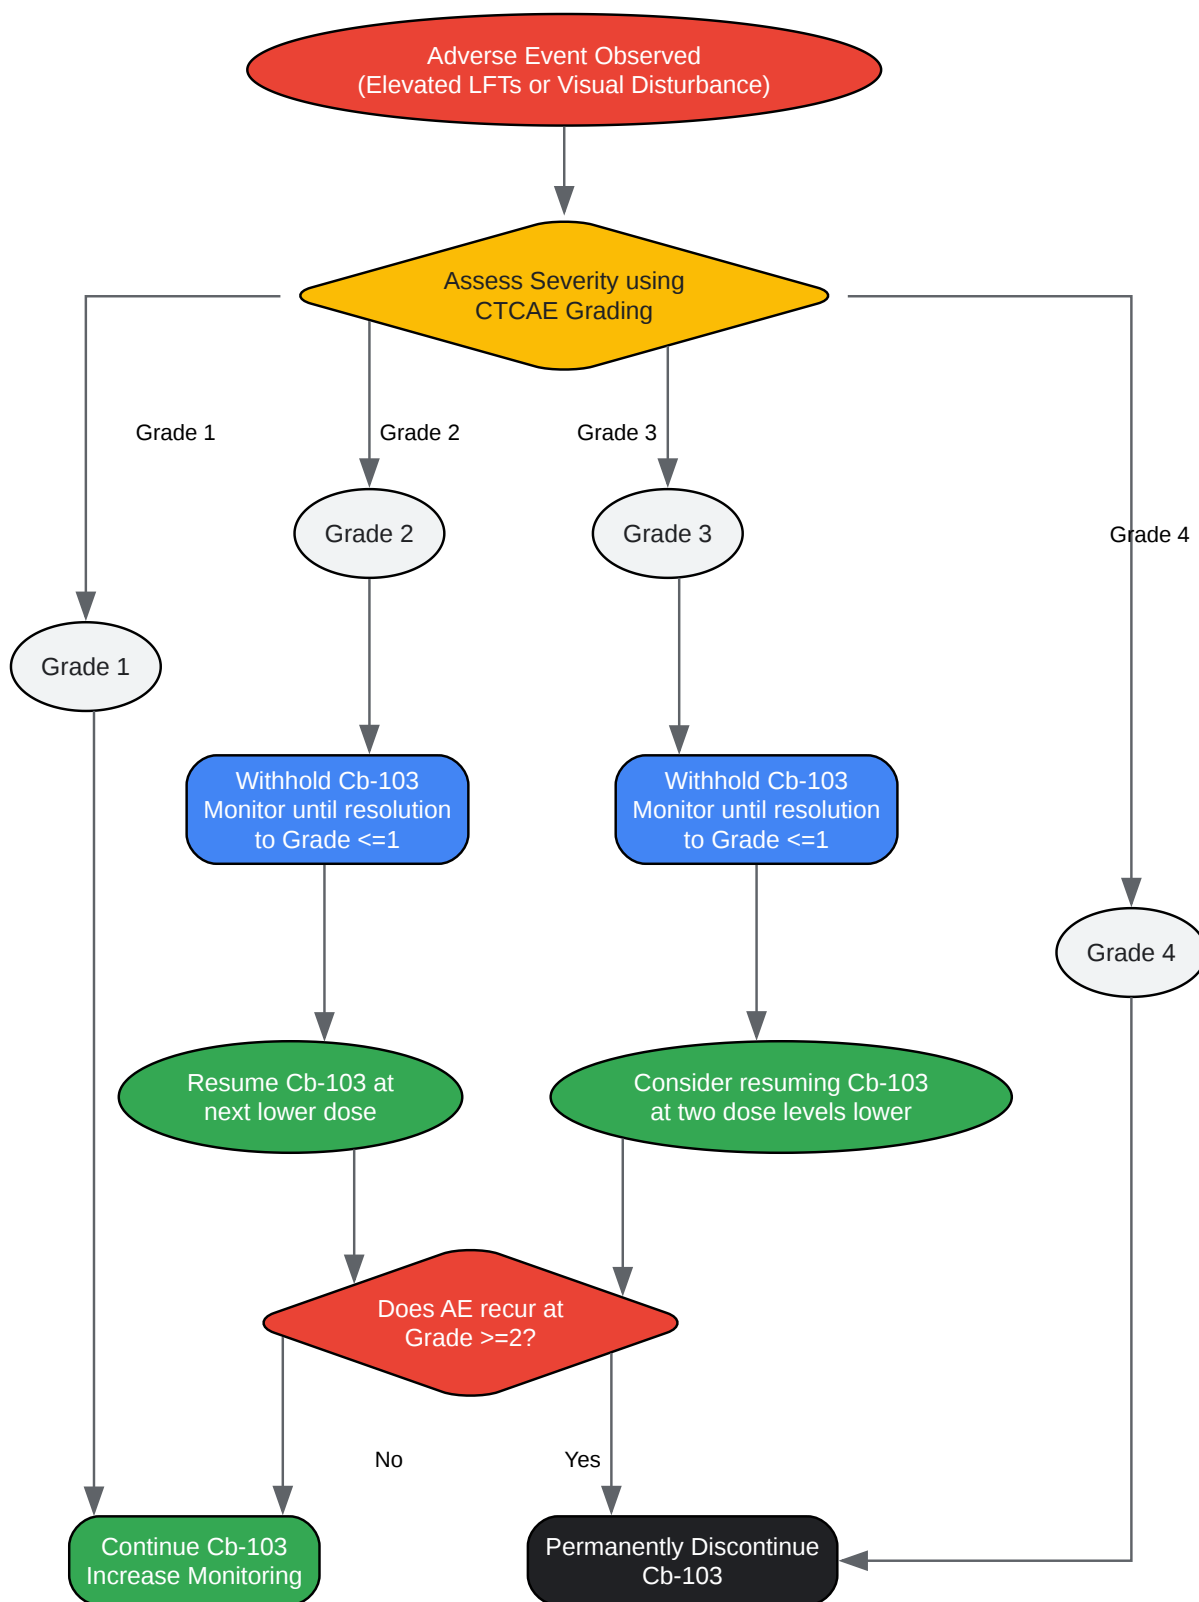 Adverse Event Observed
(Elevated LFTs or Visual Disturbance)
Assess Severity using
CTCAE Grading
Grade 1
Grade 2
Grade 3
Grade 4
Grade 2
Grade 3
Grade 1
Withhold Cb-103
Monitor until resolution
to Grade <=1
Withhold Cb-103
Monitor until resolution
to Grade <=1
Grade 4
Resume Cb-103 at
next lower dose
Consider resuming Cb-103
at two dose levels lower
Does AE recur at
Grade >=2?
No
Yes
Continue Cb-103
Increase Monitoring
Permanently Discontinue
Cb-103